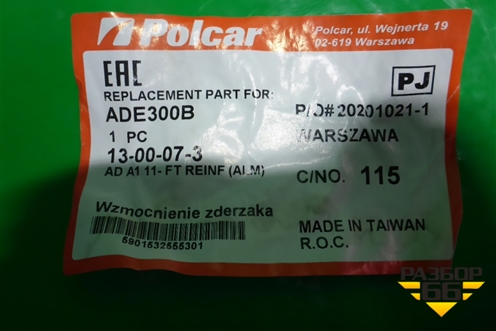 Polcar
Polcar, ul. Wejnerta 19
02-619 Warszawa
EAC
PJ
REPLACEMENT PART FOR:
ADE300B
P/O# 20201021-1
1 PC
WARSZAWA
13-00-07-3
AD A1 11- FT REINF (ALM)
C/NO. 115
Wzmocnienie zderzaka
5901532555301
MADE IN TAIWAN
R.O.C.
РАЗБОР
66